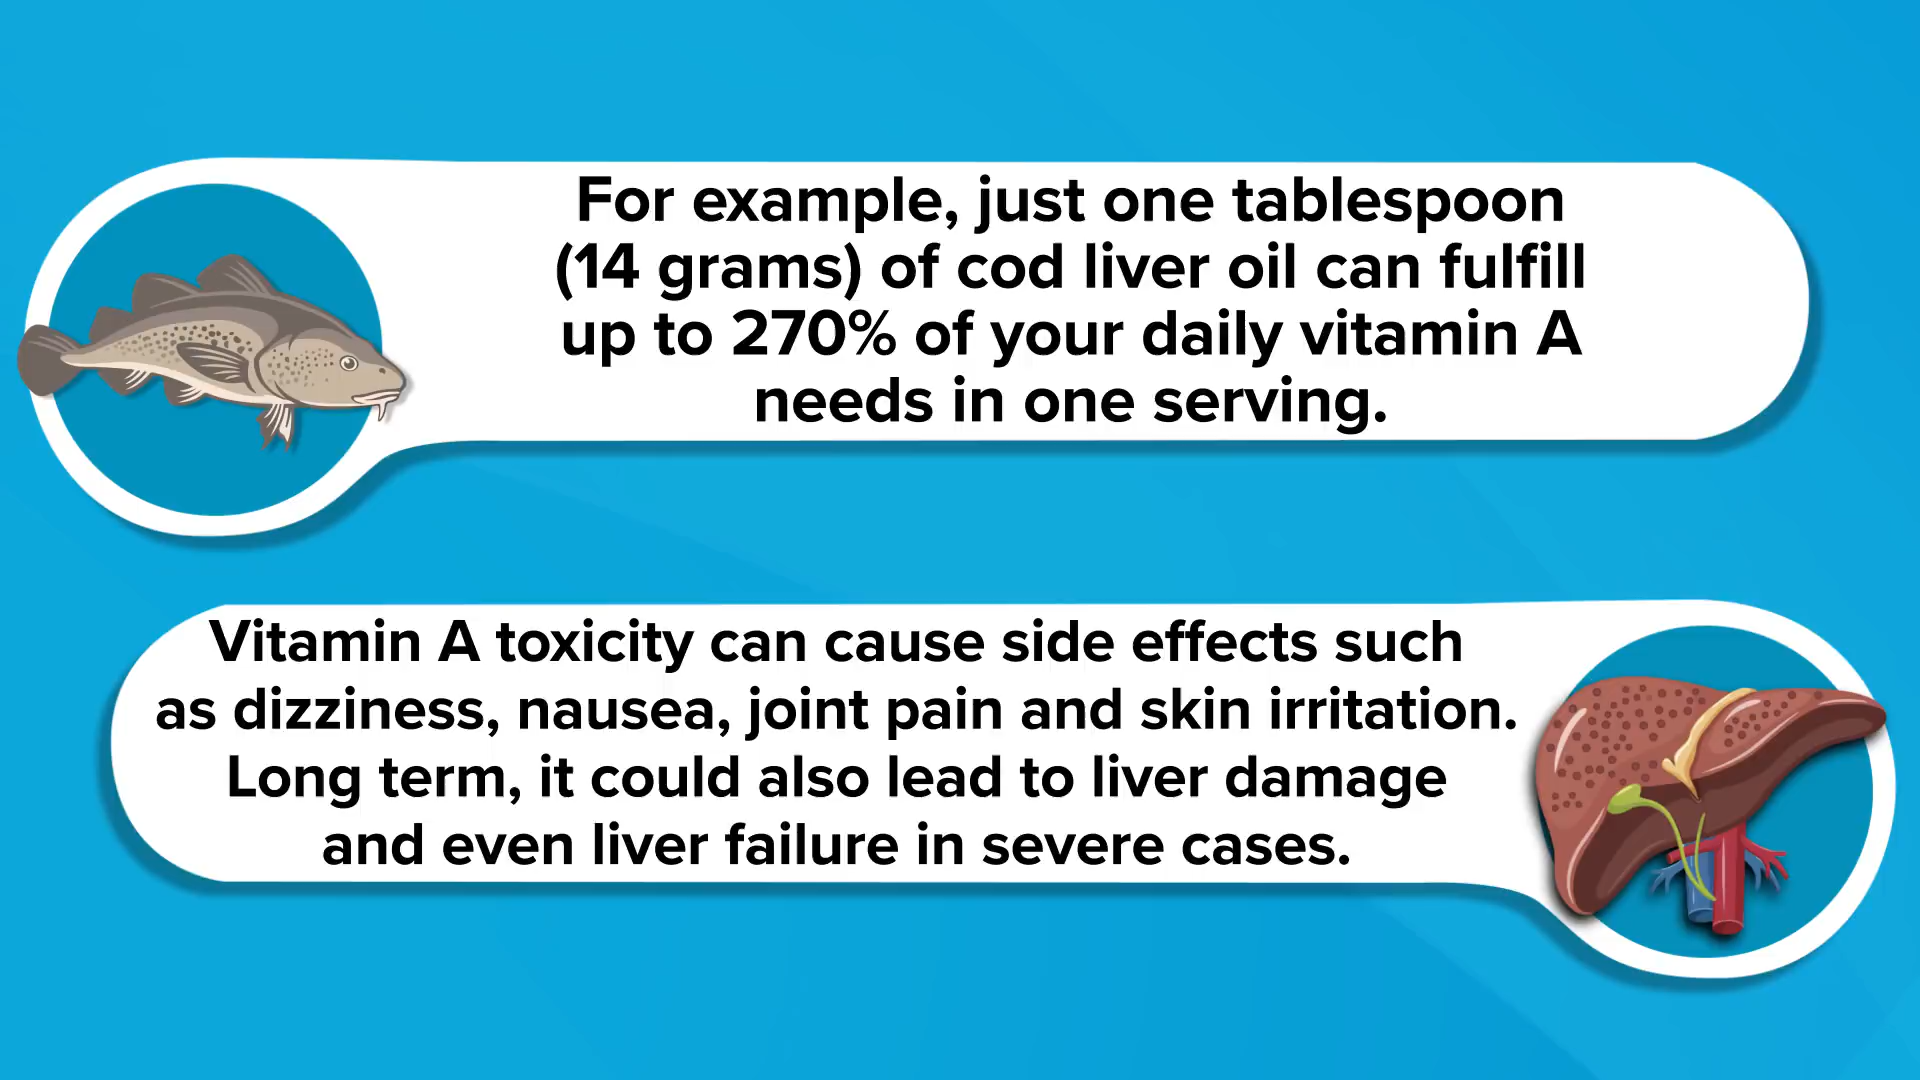 For example, just one tablespoon
(14 grams) of cod liver oil can fulfill
up to 270% of your daily vitamin A
needs in one serving.
Vitamin A toxicity can cause side effects such
as dizziness, nausea, joint pain and skin irritation.
Long term, it could also lead to liver damage
and even liver failure in severe cases.